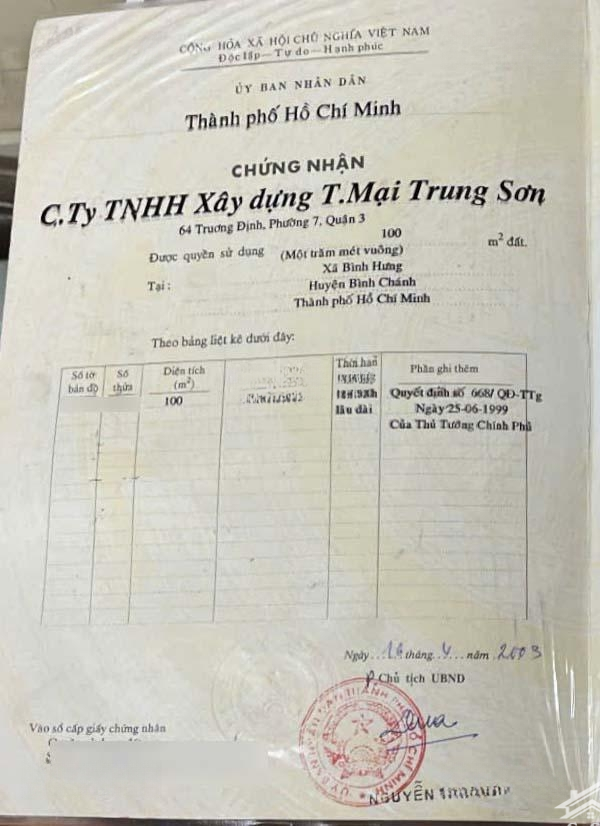 CỘNG HÒA XÃ HỘI CHỦ NGHĨA VIỆT NAM
Độc lập — Tự do — Hạnh phúc
ỦY BAN NHÂN DÂN
Thành phố Hồ Chí Minh
CHỨNG NHẬN
C.Ty TNHH Xây dựng T.Mại Trung Sơn
64 Trương Định, Phường 7, Quận 3
Được quyền sử dụng 100 m² đất.
(Một trăm mét vuông)
Tại : Xã Bình Hưng
Huyện Bình Chánh
Thành phố Hồ Chí Minh
Theo bảng liệt kê dưới đây:
Số tờ bản đồ
Số thửa
Diện tích (m²)
Thời hạn
Phần ghi thêm
100
lâu dài
Quyết định số 668/ QĐ-TTg
Ngày 25-06-1999
Của Thủ Tướng Chính Phủ
Ngày 16 tháng 4 năm 2003
Chủ tịch UBND
Vào sổ cấp giấy chứng nhận
NGUYỄN